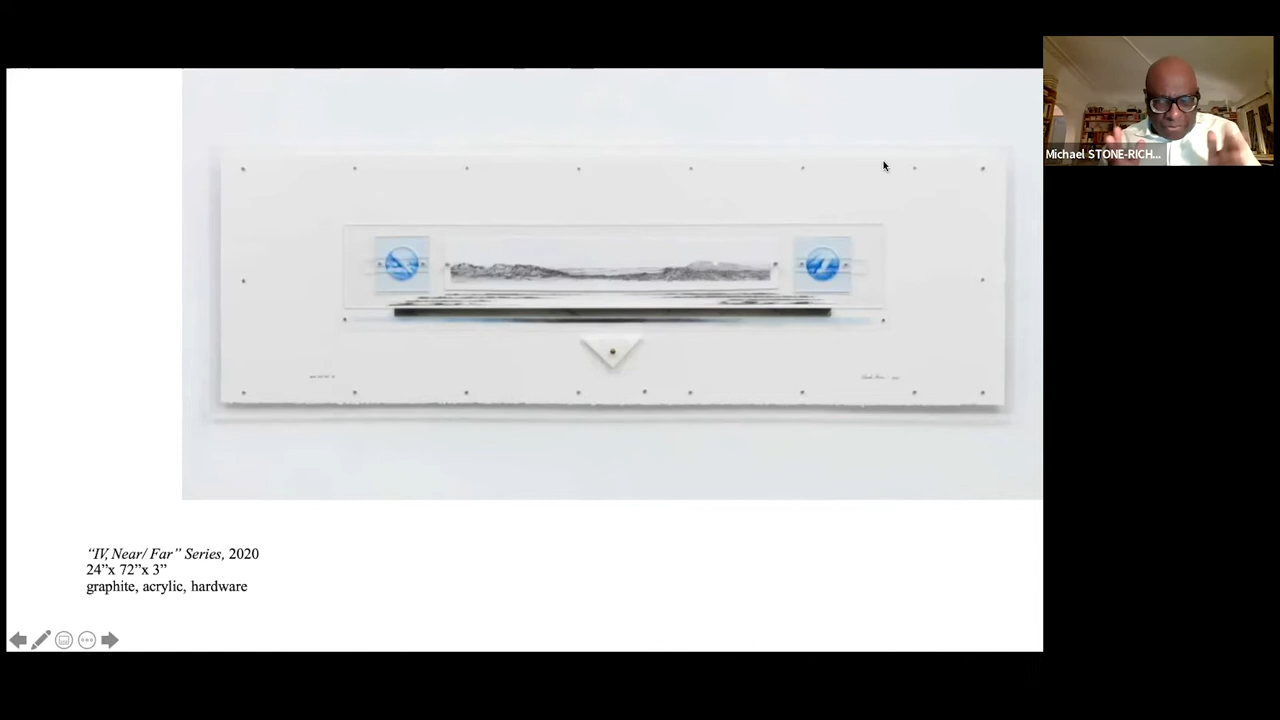 Michael STONE-RICH...
“IV, Near/ Far” Series, 2020
24”x 72”x 3”
graphite, acrylic, hardware